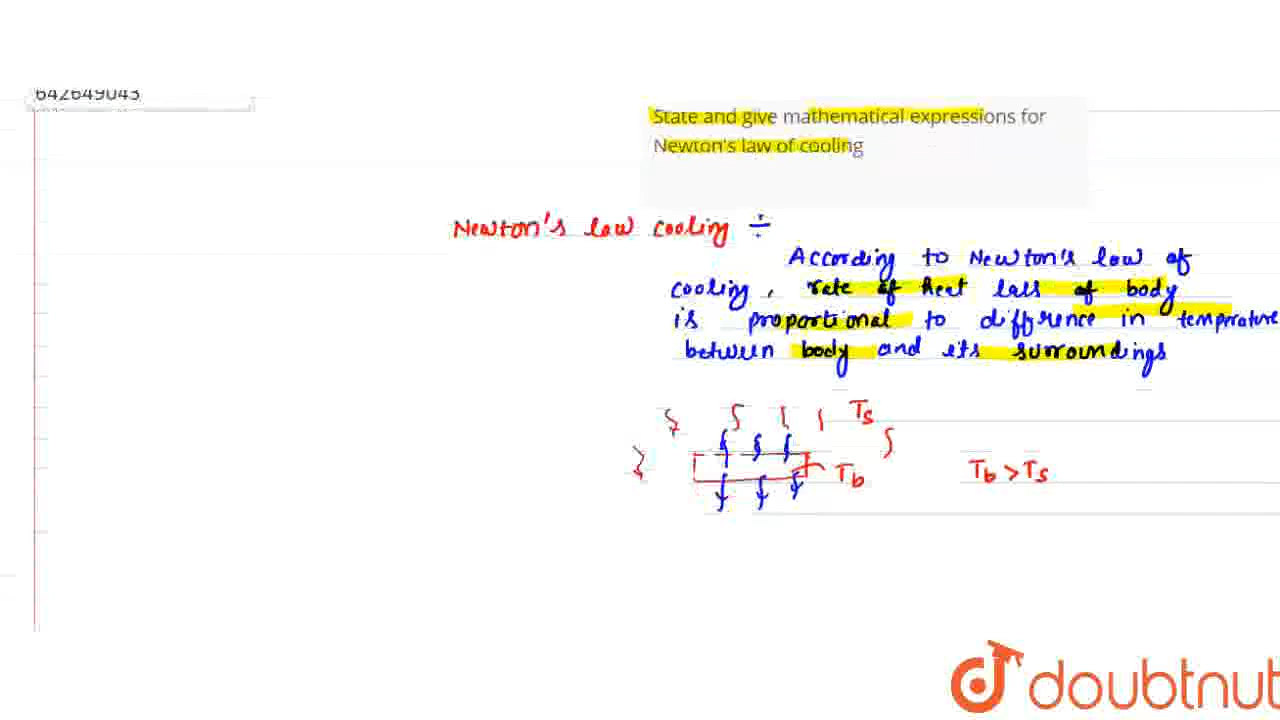 642649043
State and give mathematical expressions for
Newton's law of cooling
Newton's law cooling ÷
According to Newton's law of
cooling, rate of heat lass of body
is proportional to difference in temprature
between body and its surroundings
Ts
Tb
Tb > Ts
doubtnut